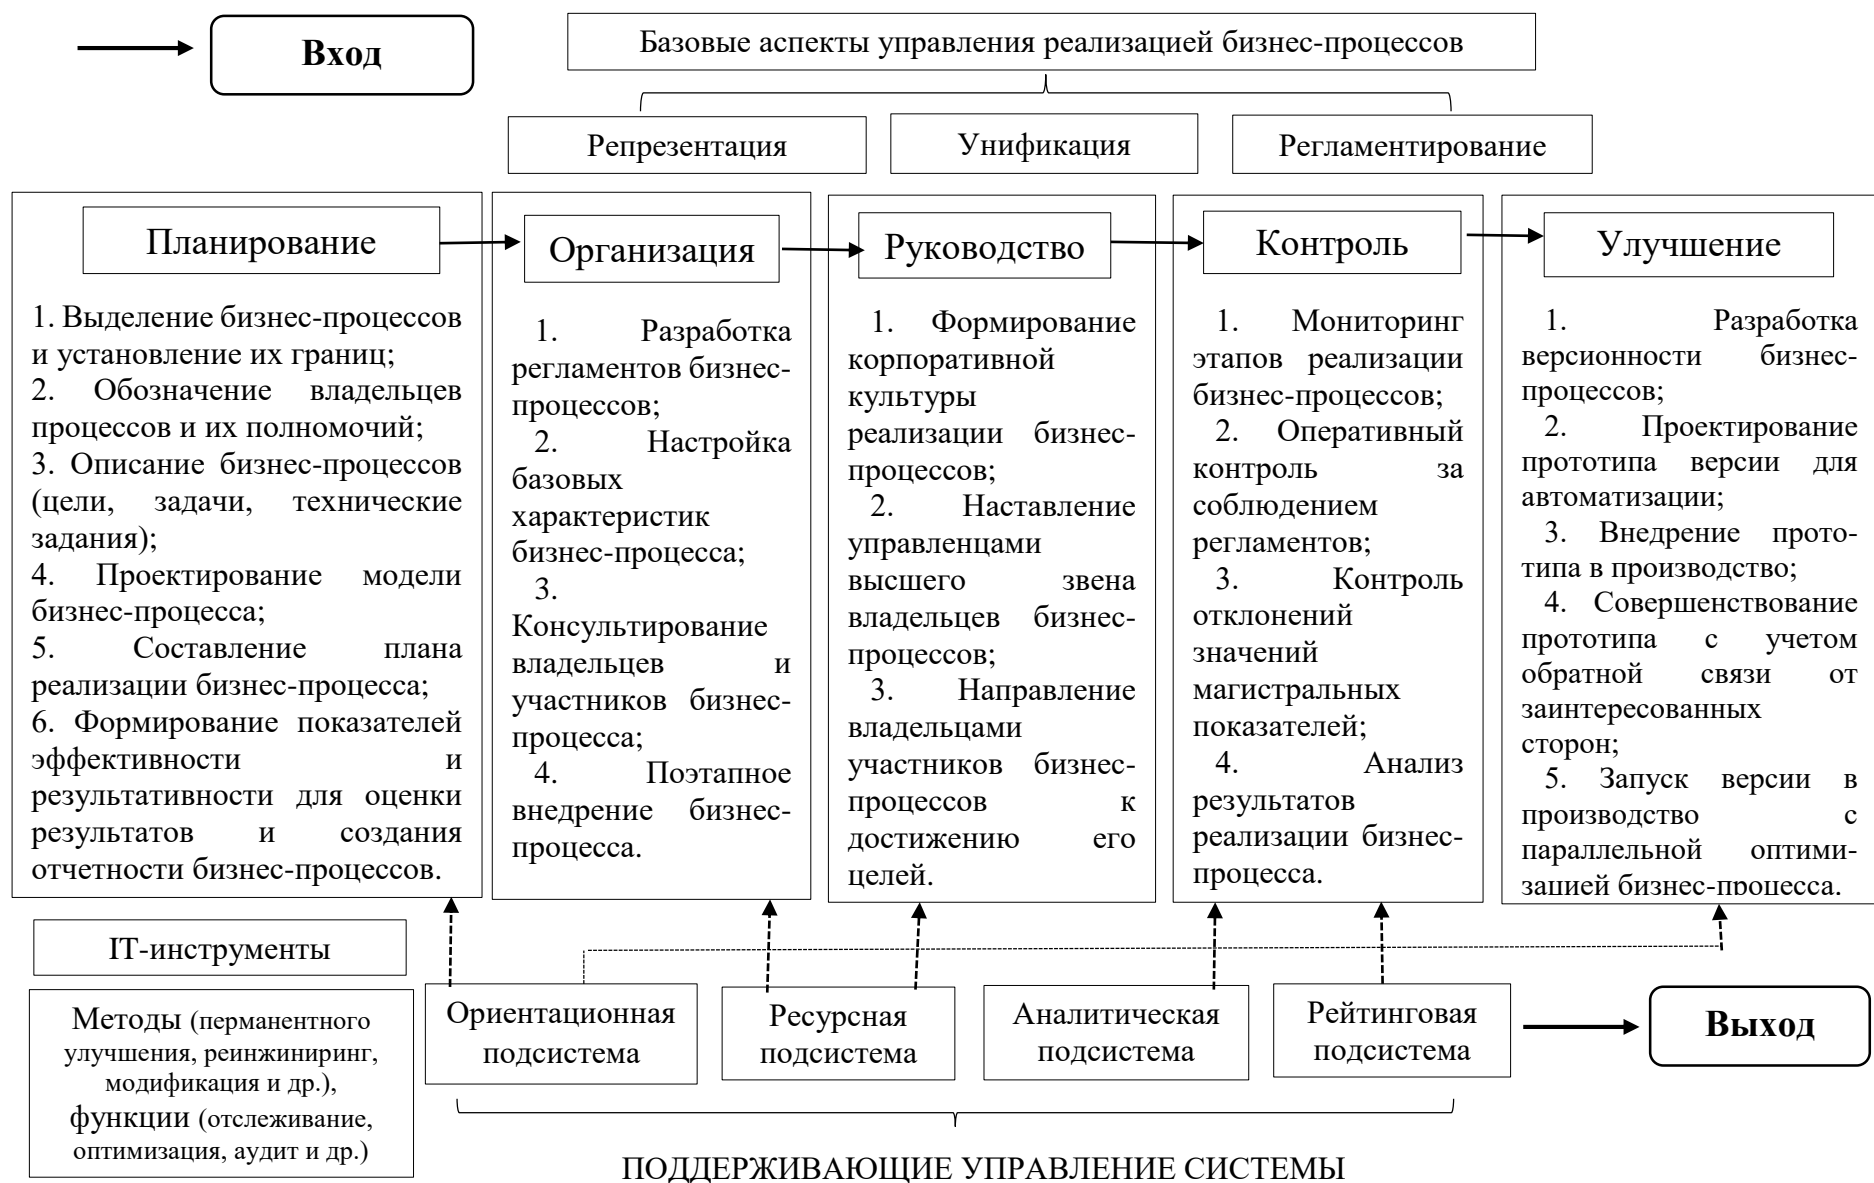 Вход
Базовые аспекты управления реализацией бизнес-процессов
Репрезентация
Унификация
Регламентирование
Планирование
1. Выделение бизнес-процессов
и установление их границ;
2. Обозначение владельцев
процессов и их полномочий;
3. Описание бизнес-процессов
(цели, задачи, технические
задания);
4. Проектирование модели
бизнес-процесса;
5. Составление плана
реализации бизнес-процесса;
6. Формирование показателей
эффективности и
результативности для оценки
результатов и создания
отчетности бизнес-процессов.
Организация
1. Разработка
регламентов бизнес-
процессов;
2. Настройка
базовых
характеристик
бизнес-процесса;
3.
Консультирование
владельцев и
участников бизнес-
процесса;
4. Поэтапное
внедрение бизнес-
процесса.
Руководство
1. Формирование
корпоративной
культуры
реализации бизнес-
процессов;
2. Наставление
управленцами
высшего звена
владельцев бизнес-
процессов;
3. Направление
владельцами
участников бизнес-
процессов к
достижению его
целей.
Контроль
1. Мониторинг
этапов реализации
бизнес-процессов;
2. Оперативный
контроль за
соблюдением
регламентов;
3. Контроль
отклонений
значений
магистральных
показателей;
4. Анализ
результатов
реализации бизнес-
процесса.
Улучшение
1. Разработка
версионности бизнес-
процессов;
2. Проектирование
прототипа версии для
автоматизации;
3. Внедрение прото-
типа в производство;
4. Совершенствование
прототипа с учетом
обратной связи от
заинтересованных
сторон;
5. Запуск версии в
производство с
параллельной оптими-
зацией бизнес-процесса.
IT-инструменты
Методы (перманентного
улучшения, реинжиниринг,
модификация и др.),
функции (отслеживание,
оптимизация, аудит и др.)
Ориентационная
подсистема
Ресурсная
подсистема
Аналитическая
подсистема
Рейтинговая
подсистема
Выход
ПОДДЕРЖИВАЮЩИЕ УПРАВЛЕНИЕ СИСТЕМЫ